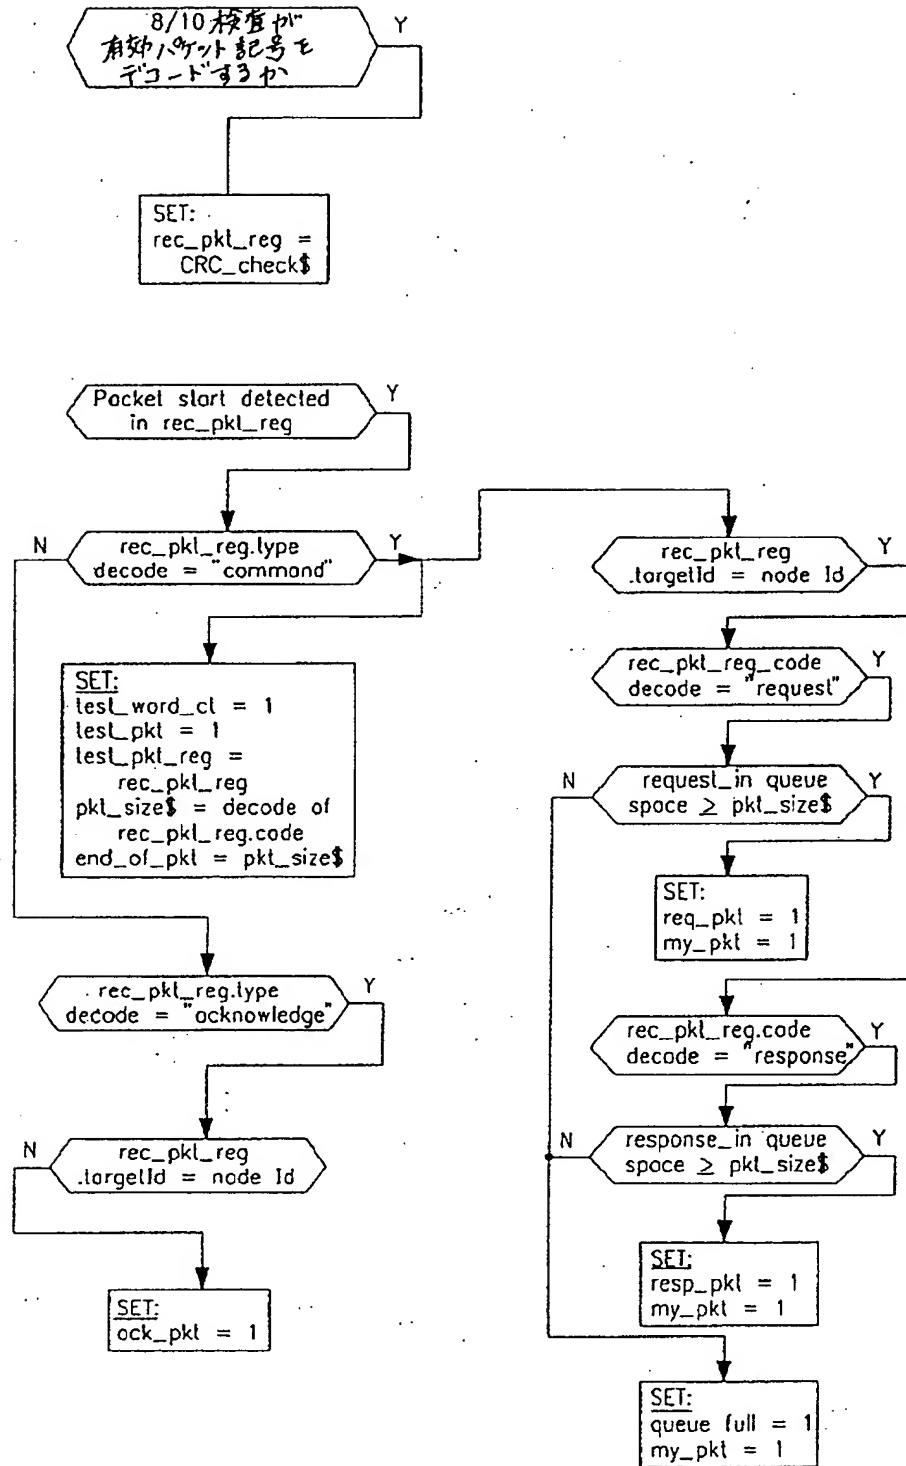 8/10 検査が
有効パケット記号を
デコードするか
Y
SET:
rec_pkt_reg =
CRC_check$
Packet start detected
in rec_pkt_reg
Y
N
rec_pkt_reg.type
decode = "command"
Y
SET:
test_word_ct = 1
test_pkt = 1
test_pkt_reg =
rec_pkt_reg
pkt_size$ = decode of
rec_pkt_reg.code
end_of_pkt = pkt_size$
rec_pkt_reg.type
decode = "acknowledge"
Y
N
rec_pkt_reg
.targetId = node Id
SET:
ack_pkt = 1
rec_pkt_reg
.targetId = node Id
Y
rec_pkt_reg_code
decode = "request"
Y
N
request_in queue
space ≥ pkt_size$
Y
SET:
req_pkt = 1
my_pkt = 1
rec_pkt_reg.code
decode = "response"
Y
N
response_in queue
space ≥ pkt_size$
Y
SET:
resp_pkt = 1
my_pkt = 1
SET:
queue full = 1
my_pkt = 1